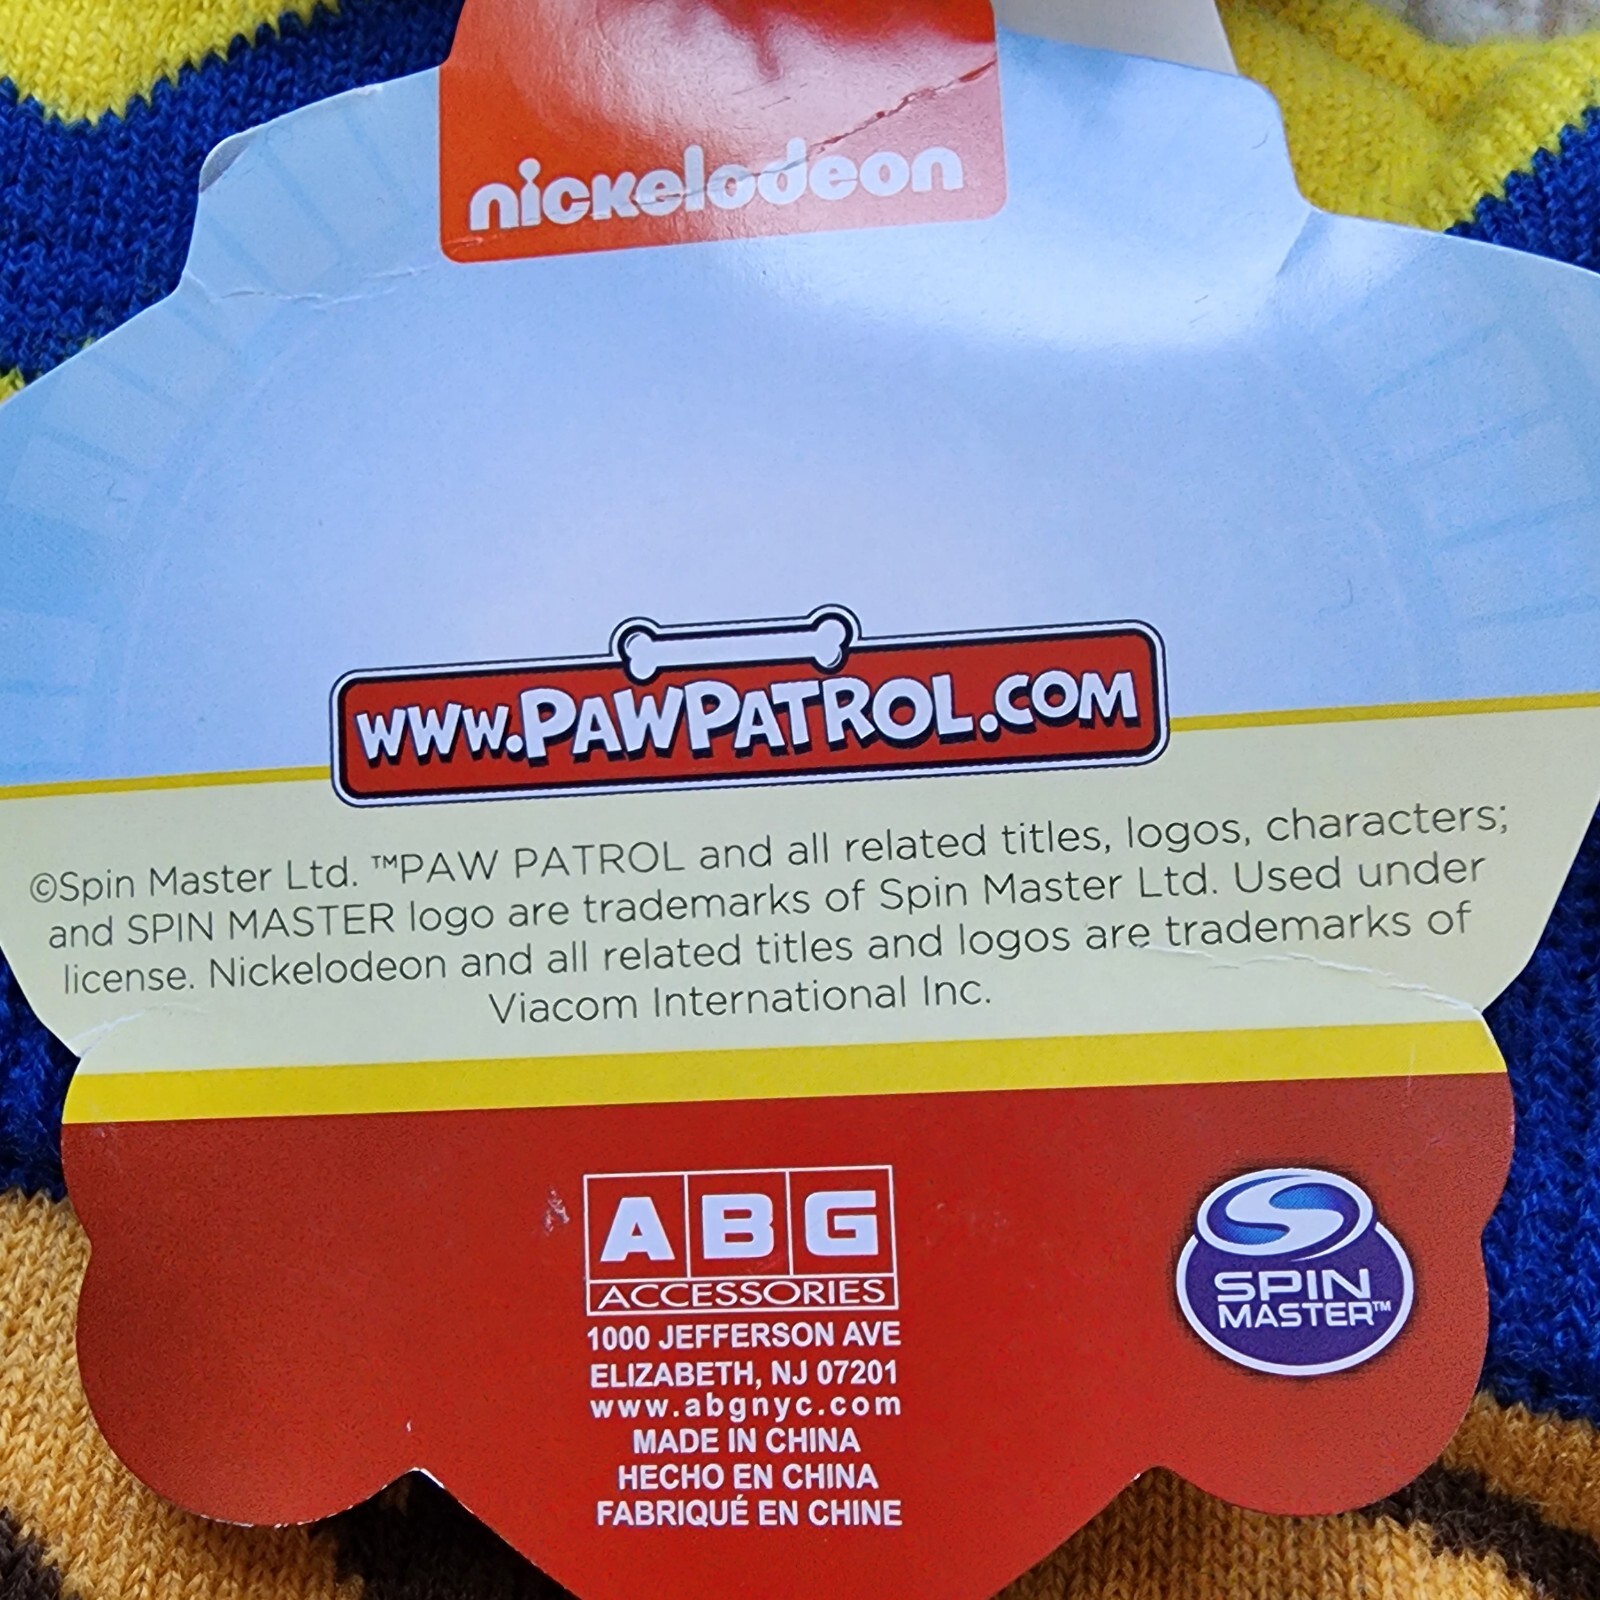 nickelodeon
www.PAWPATROL.COM
©Spin Master Ltd. ™PAW PATROL and all related titles, logos, characters;
and SPIN MASTER logo are trademarks of Spin Master Ltd. Used under
license. Nickelodeon and all related titles and logos are trademarks of
Viacom International Inc.
ABG
ACCESSORIES
1000 JEFFERSON AVE
ELIZABETH, NJ 07201
www.abgnyc.com
MADE IN CHINA
HECHO EN CHINA
FABRIQUÉ EN CHINE
SPIN
MASTER™